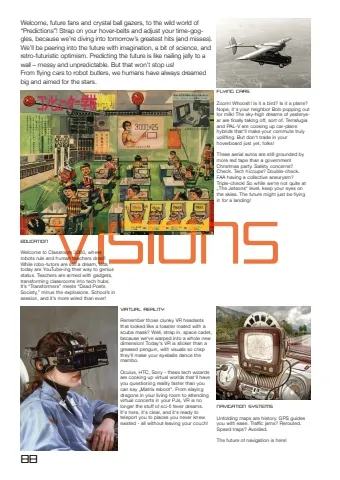 Welcome, future fans and crystal ball gazers, to the wild world of
"Predictions"! Strap on your hover-belts and adjust your time-gog-
gles, because we're diving into tomorrow's greatest hits (and misses).
We'll be peering into the future with imagination, a bit of science, and
retro-futuristic optimism. Predicting the future is like nailing jelly to a
wall – messy and unpredictable. But that won't stop us!
From flying cars to robot butlers, we humans have always dreamed
big and aimed for the stars.
FLYING CARS
Zoom! Whoosh! Is it a bird? Is it a plane?
Nope, it's your neighbor Bob popping out
for milk! The sky-high dreams of yesterye-
ar are finally taking off, sort of. Terrafugia
and PAL-V are cooking up car-plane
hybrids that'll make your commute truly
uplifting. But don't trade in your
hoverboard just yet, folks!
These aerial autos are still grounded by
more red tape than a government
Christmas party. Safety concerns?
Check. Tech hiccups? Double-check.
FAA having a collective aneurysm?
Triple-check! So while we're not quite at
„The Jetsons" level, keep your eyes on
the skies. The future might just be flying
in for a landing!
visions
EDUCATION
Welcome to Classroom 3000, where
robots rule and human teachers drool!
While robo-tutors are still a dream, kids
today are YouTube-ing their way to genius
status. Teachers are armed with gadgets,
transforming classrooms into tech hubs.
It's "Transformers" meets "Dead Poets
Society," minus the explosions. School's in
session, and it's more wired than ever!
VIRTUAL REALITY
Remember those clunky VR headsets
that looked like a toaster mated with a
scuba mask? Well, strap in, space cadet,
because we've warped into a whole new
dimension! Today's VR is slicker than a
greased penguin, with visuals so crisp
they'll make your eyeballs dance the
mambo.
Oculus, HTC, Sony - these tech wizards
are cooking up virtual worlds that'll have
you questioning reality faster than you
can say „Matrix reboot". From slaying
dragons in your living room to attending
virtual concerts in your PJs, VR is no
longer the stuff of sci-fi fever dreams.
It's here, it's clear, and it's ready to
teleport you to places you never knew
existed - all without leaving your couch!
NAVIGATION SYSTEMS
Unfolding maps are history. GPS guides
you with ease. Traffic jams? Rerouted.
Speed traps? Avoided.
The future of navigation is here!
88